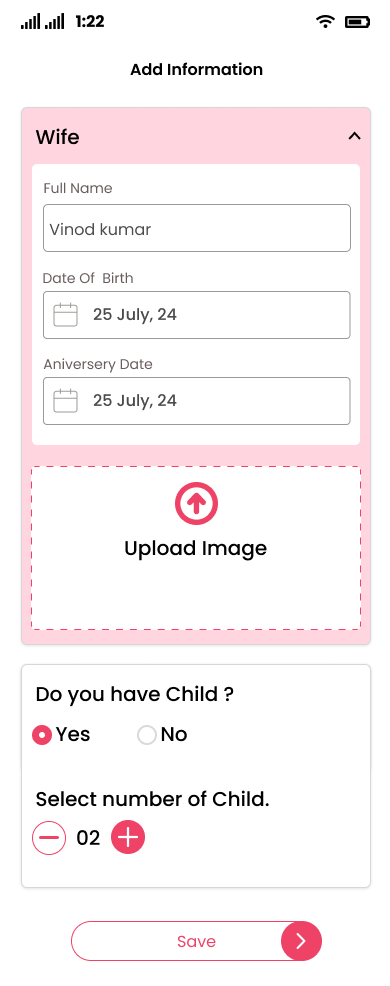 1:22
Add Information
Wife
Full Name
Vinod kumar
Date Of Birth
25 July, 24
Aniversery Date
25 July, 24
Upload Image
Do you have Child ?
Yes No
Select number of Child.
02
Save